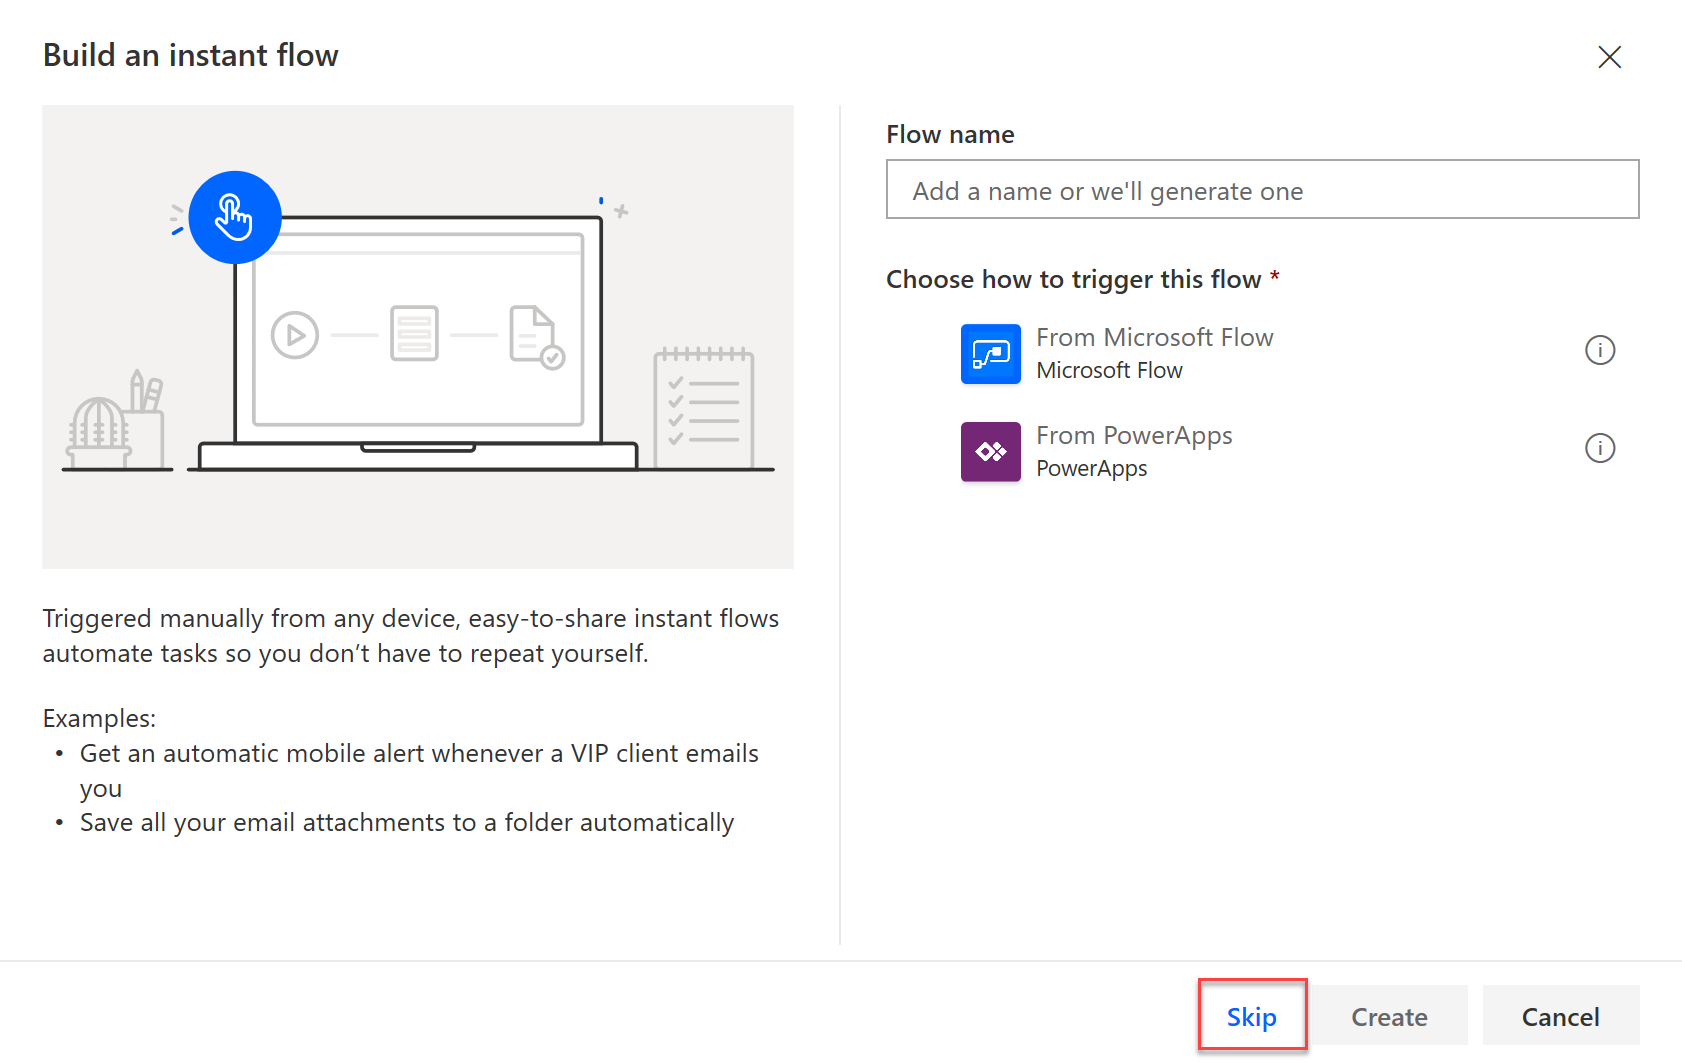 Build an instant flow
Triggered manually from any device, easy-to-share instant flows
automate tasks so you don’t have to repeat yourself.
Examples:
• Get an automatic mobile alert whenever a VIP client emails
you
• Save all your email attachments to a folder automatically
Flow name
Add a name or we'll generate one
Choose how to trigger this flow *
From Microsoft Flow
Microsoft Flow
From PowerApps
PowerApps
Skip
Create
Cancel